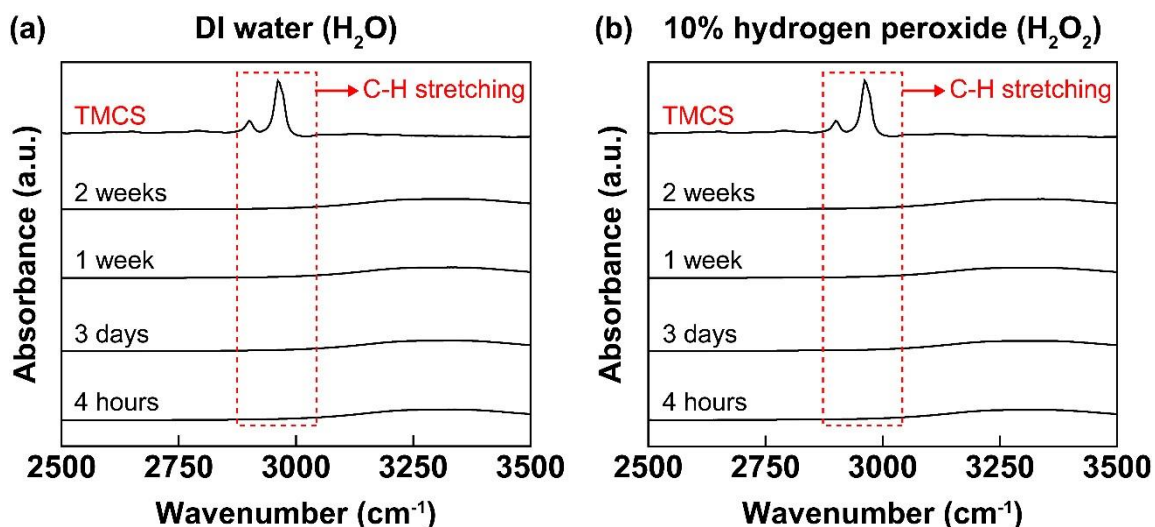 (a) DI water (H₂O)
C-H stretching
TMCS
2 weeks
1 week
3 days
4 hours
Absorbance (a.u.)
2500 2750 3000 3250 3500
Wavenumber (cm⁻¹)
(b) 10% hydrogen peroxide (H₂O₂)
C-H stretching
TMCS
2 weeks
1 week
3 days
4 hours
Absorbance (a.u.)
2500 2750 3000 3250 3500
Wavenumber (cm⁻¹)